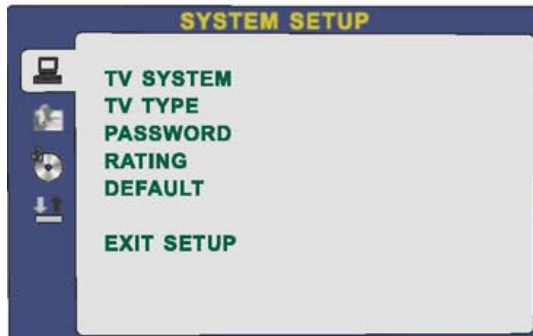 SYSTEM SETUP
TV SYSTEM
TV TYPE
PASSWORD
RATING
DEFAULT
EXIT SETUP